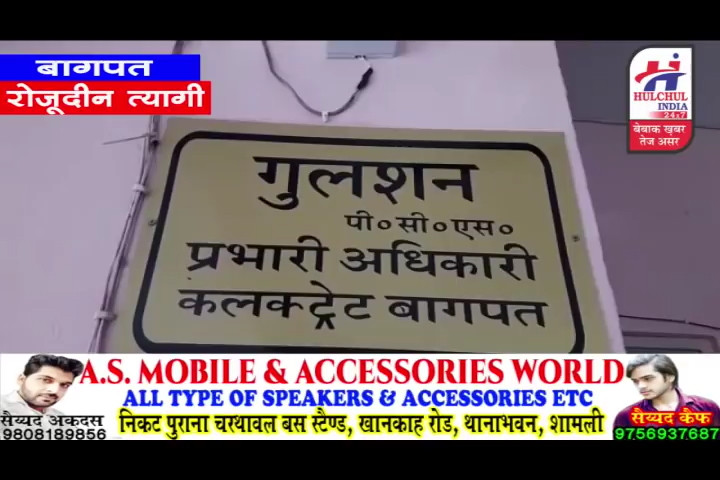 बागपत
रोजूदीन त्यागी
HULCHUL
INDIA
24x7
बेबाक खबर
तेज असर
गुलशन
पी०सी०एस०
प्रभारी अधिकारी
कलक्ट्रेट बागपत
A.S. MOBILE & ACCESSORIES WORLD
ALL TYPE OF SPEAKERS & ACCESSORIES ETC
निकट पुराना चरथावल बस स्टैण्ड, खानकाह रोड, थानाभवन, शामली
सैय्यद अकदस
9808189856
सैय्यद कैफ
9756937687